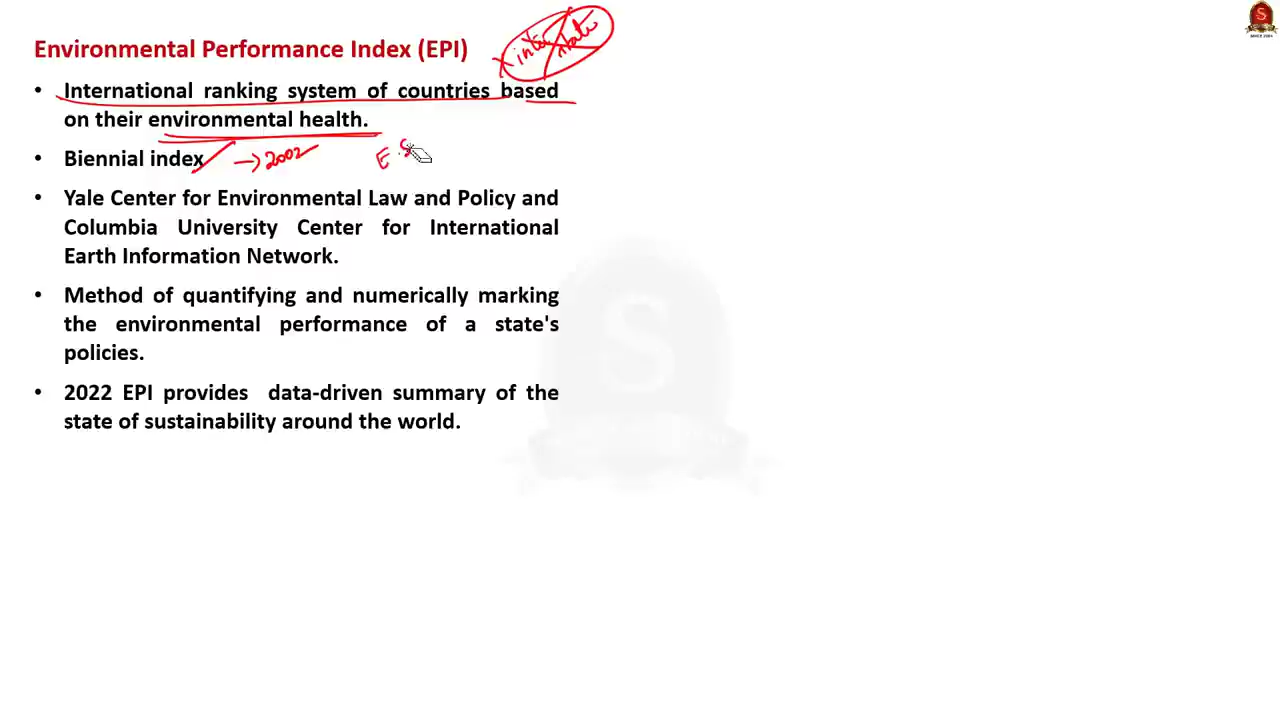 Environmental Performance Index (EPI)
x inter state
• International ranking system of countries based
on their environmental health.
• Biennial index → 2002 E S
• Yale Center for Environmental Law and Policy and
Columbia University Center for International
Earth Information Network.
• Method of quantifying and numerically marking
the environmental performance of a state's
policies.
• 2022 EPI provides data-driven summary of the
state of sustainability around the world.
S